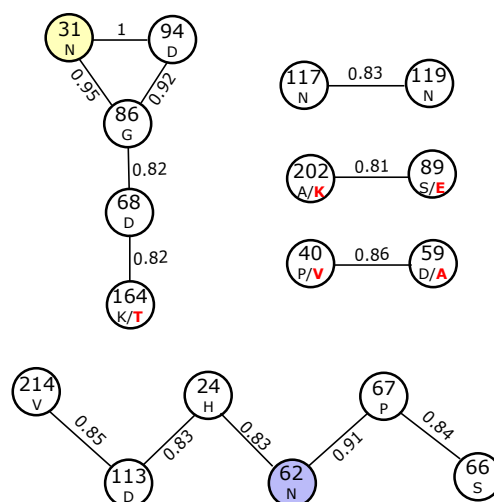 31
N
1
94
D
0.95
0.92
86
G
0.82
68
D
0.82
164
K/T
117
N
0.83
119
N
202
A/K
0.81
89
S/E
40
P/V
0.86
59
D/A
214
V
0.85
113
D
0.83
24
H
0.83
62
N
0.91
67
P
0.84
66
S